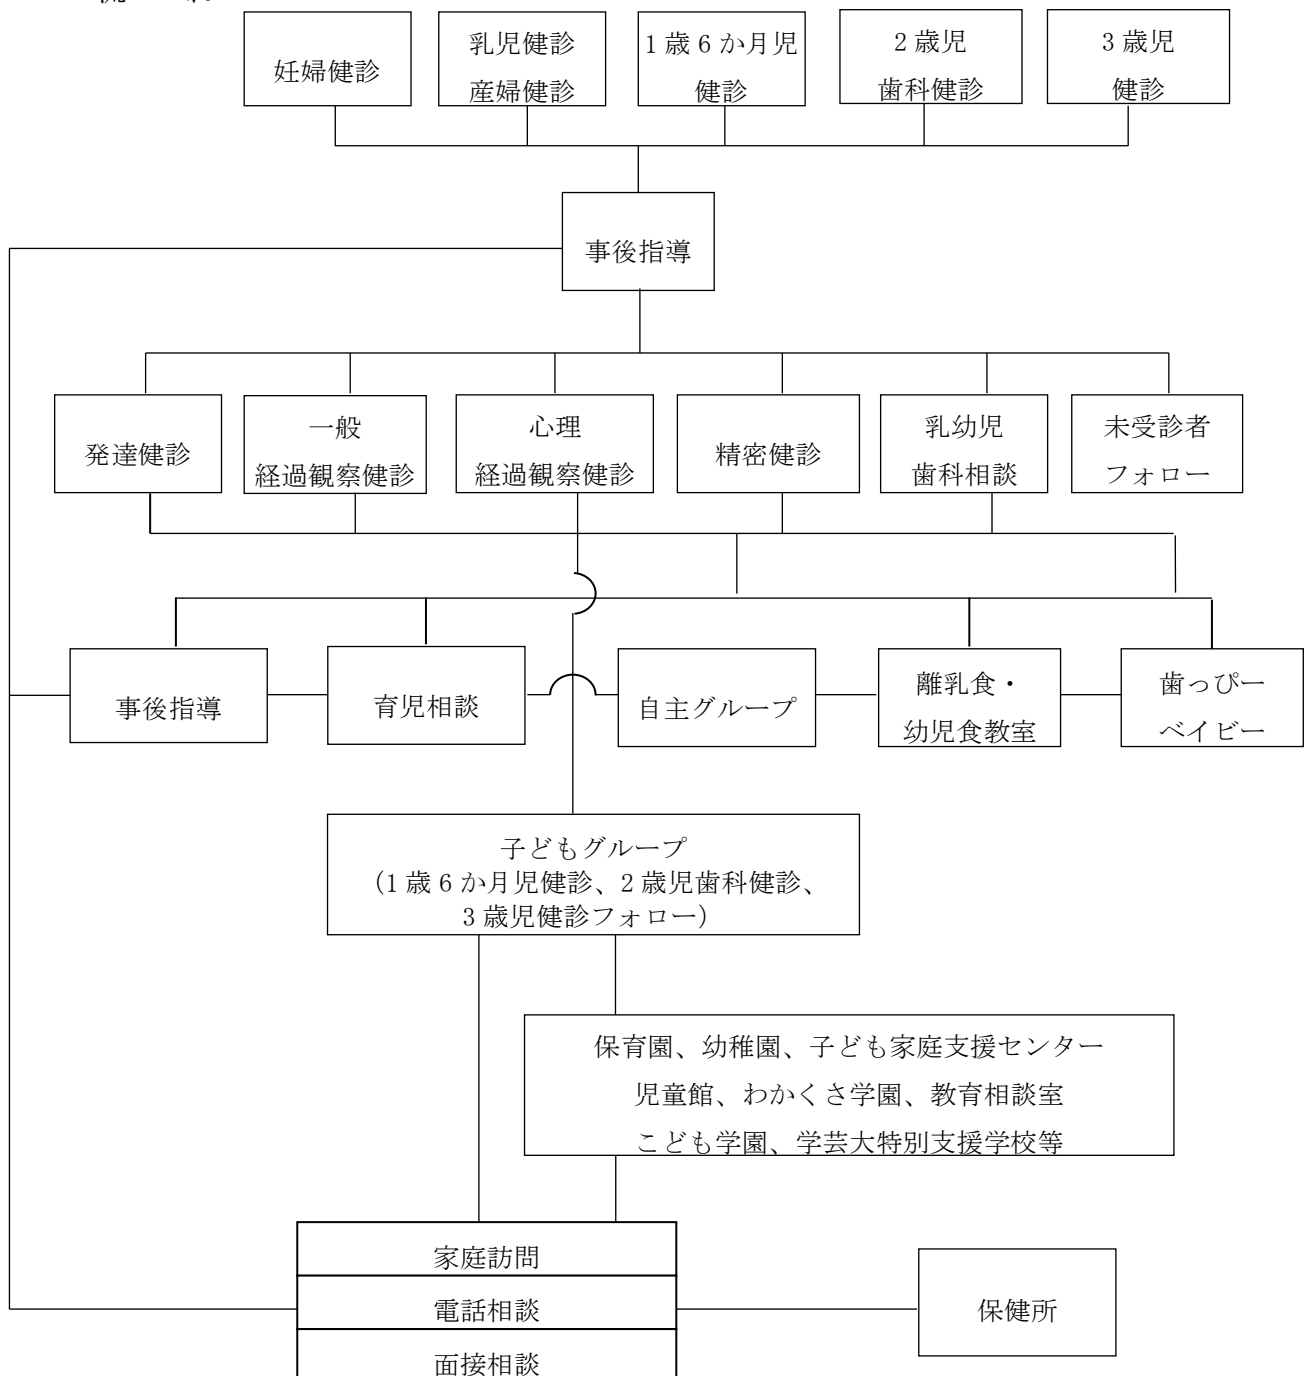 妊婦健診
乳児健診
産婦健診
1歳6か月児
健診
2歳児
歯科健診
3歳児
健診
事後指導
発達健診
一般
経過観察健診
心理
経過観察健診
精密健診
乳幼児
歯科相談
未受診者
フォロー
事後指導
育児相談
自主グループ
離乳食・
幼児食教室
歯っぴー
ベイビー
子どもグループ
(1歳6か月児健診、2歳児歯科健診、
3歳児健診フォロー)
保育園、幼稚園、子ども家庭支援センター
児童館、わかくさ学園、教育相談室
こども学園、学芸大特別支援学校等
家庭訪問
電話相談
面接相談
保健所